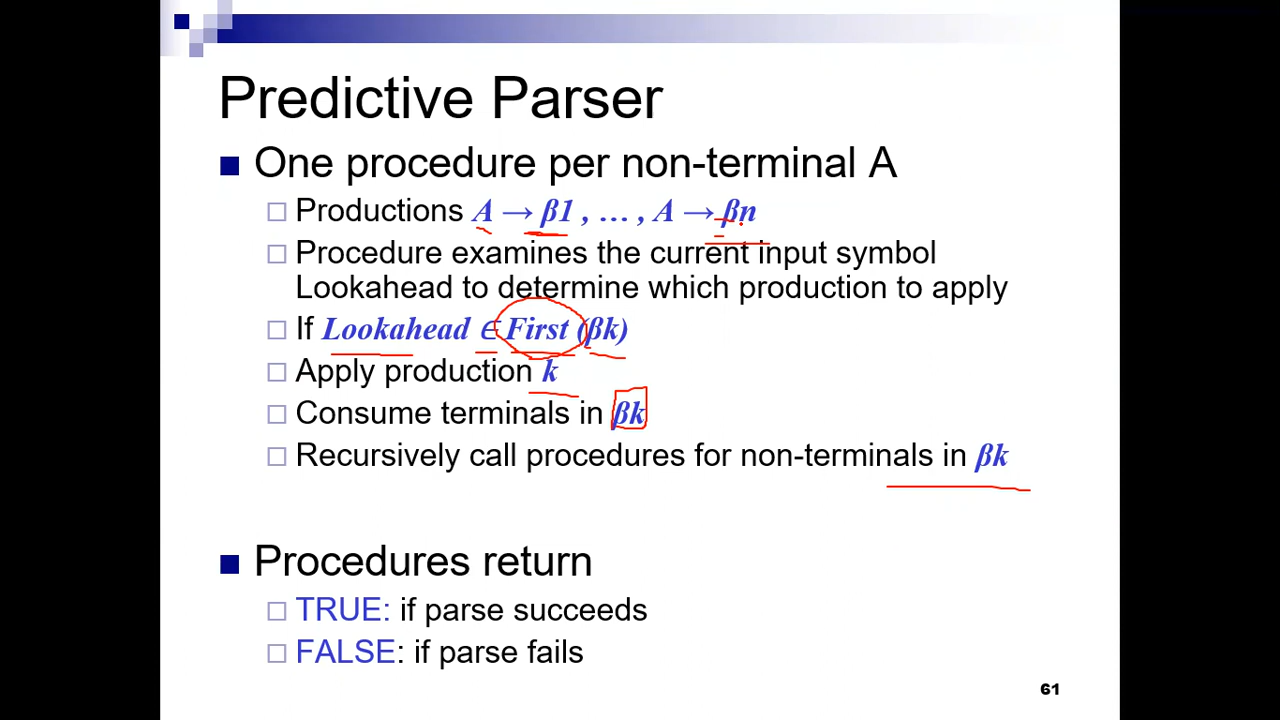 Predictive Parser
One procedure per non-terminal A
Productions A → β1 , … , A → βn
Procedure examines the current input symbol
Lookahead to determine which production to apply
If Lookahead ∈ First (βk)
Apply production k
Consume terminals in βk
Recursively call procedures for non-terminals in βk
Procedures return
TRUE: if parse succeeds
FALSE: if parse fails
61